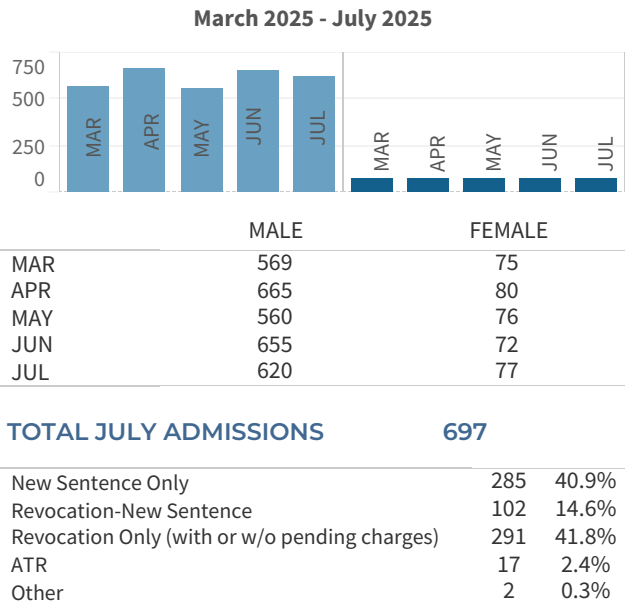 March 2025 - July 2025
750
500
250
0
MAR APR MAY JUN JUL MAR APR MAY JUN JUL
MALE FEMALE
MAR 569 75
APR 665 80
MAY 560 76
JUN 655 72
JUL 620 77
TOTAL JULY ADMISSIONS 697
New Sentence Only 285 40.9%
Revocation-New Sentence 102 14.6%
Revocation Only (with or w/o pending charges) 291 41.8%
ATR 17 2.4%
Other 2 0.3%